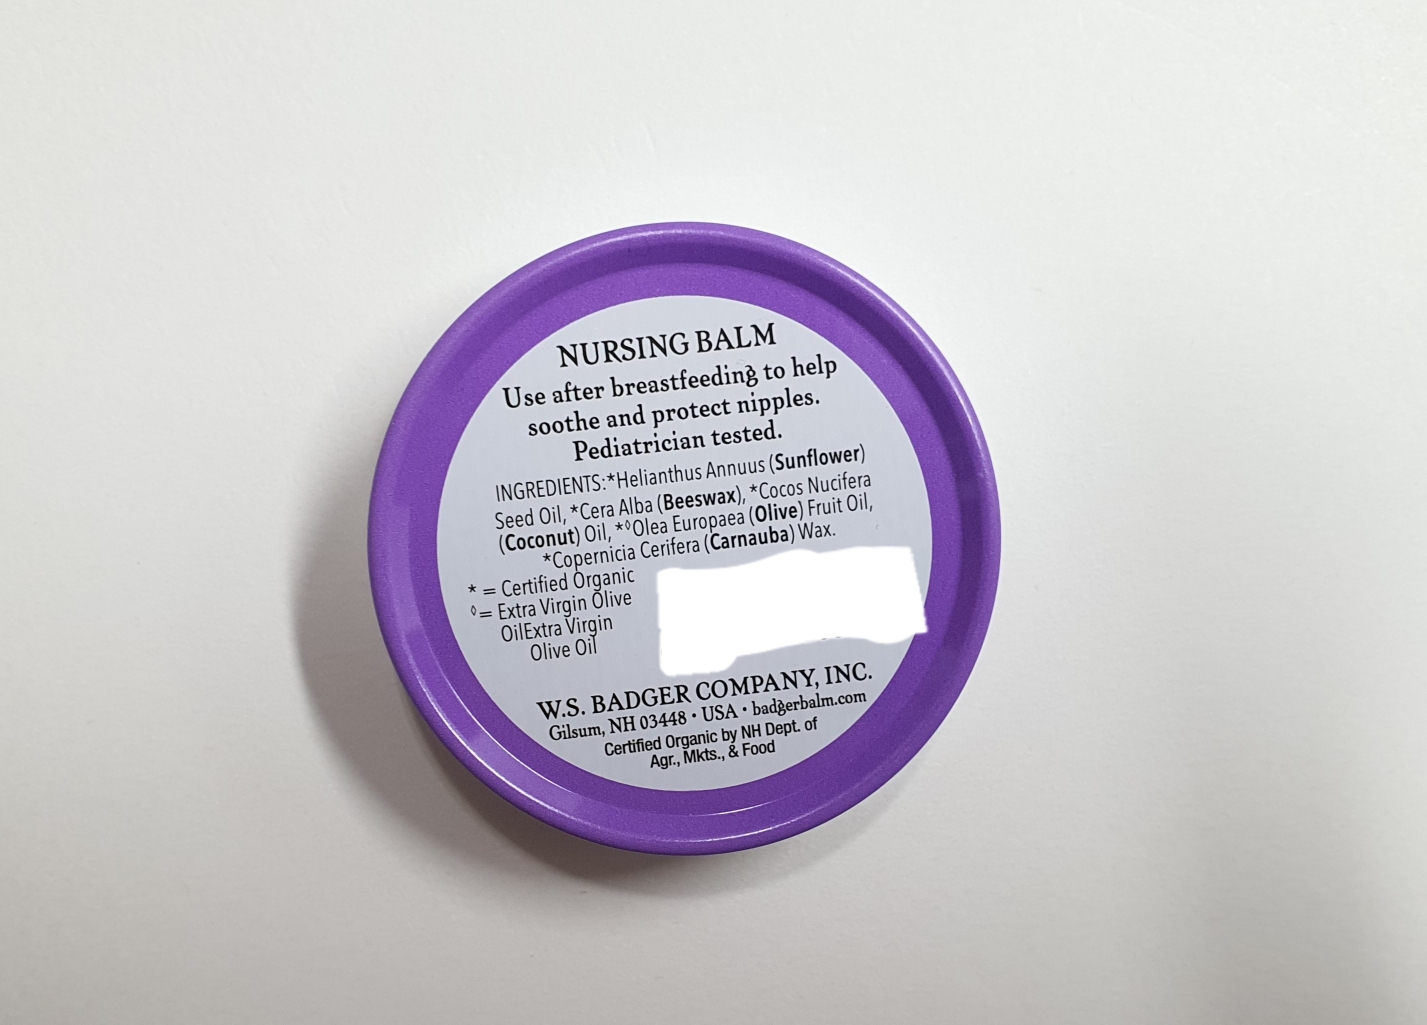 NURSING BALM
Use after breastfeeding to help
soothe and protect nipples.
Pediatrician tested.
INGREDIENTS:*Helianthus Annuus (Sunflower)
Seed Oil, *Cera Alba (Beeswax), *Cocos Nucifera
(Coconut) Oil, *◊Olea Europaea (Olive) Fruit Oil,
*Copernicia Cerifera (Carnauba) Wax.
* = Certified Organic
◊= Extra Virgin Olive
OilExtra Virgin
Olive Oil
W.S. BADGER COMPANY, INC.
Gilsum, NH 03448 • USA • badgerbalm.com
Certified Organic by NH Dept. of
Agr., Mkts., & Food